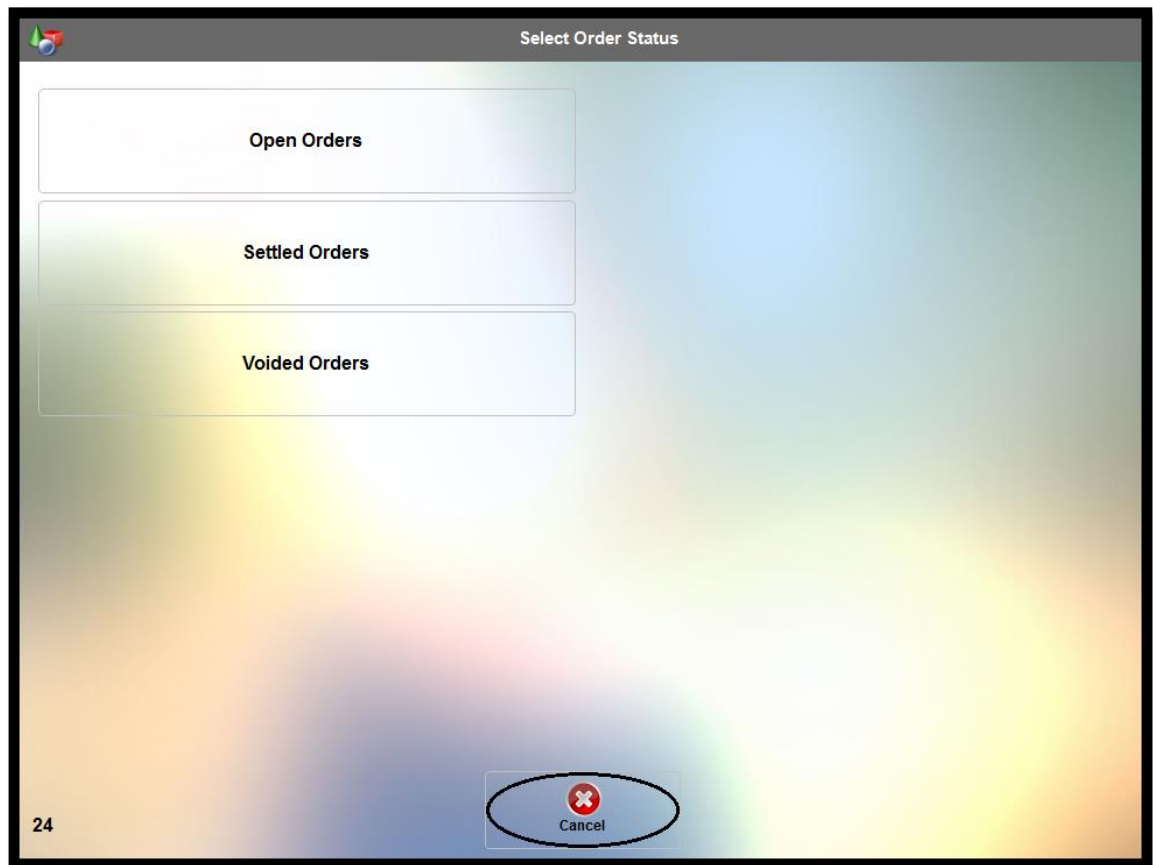 Select Order Status
Open Orders
Settled Orders
Voided Orders
Cancel
24